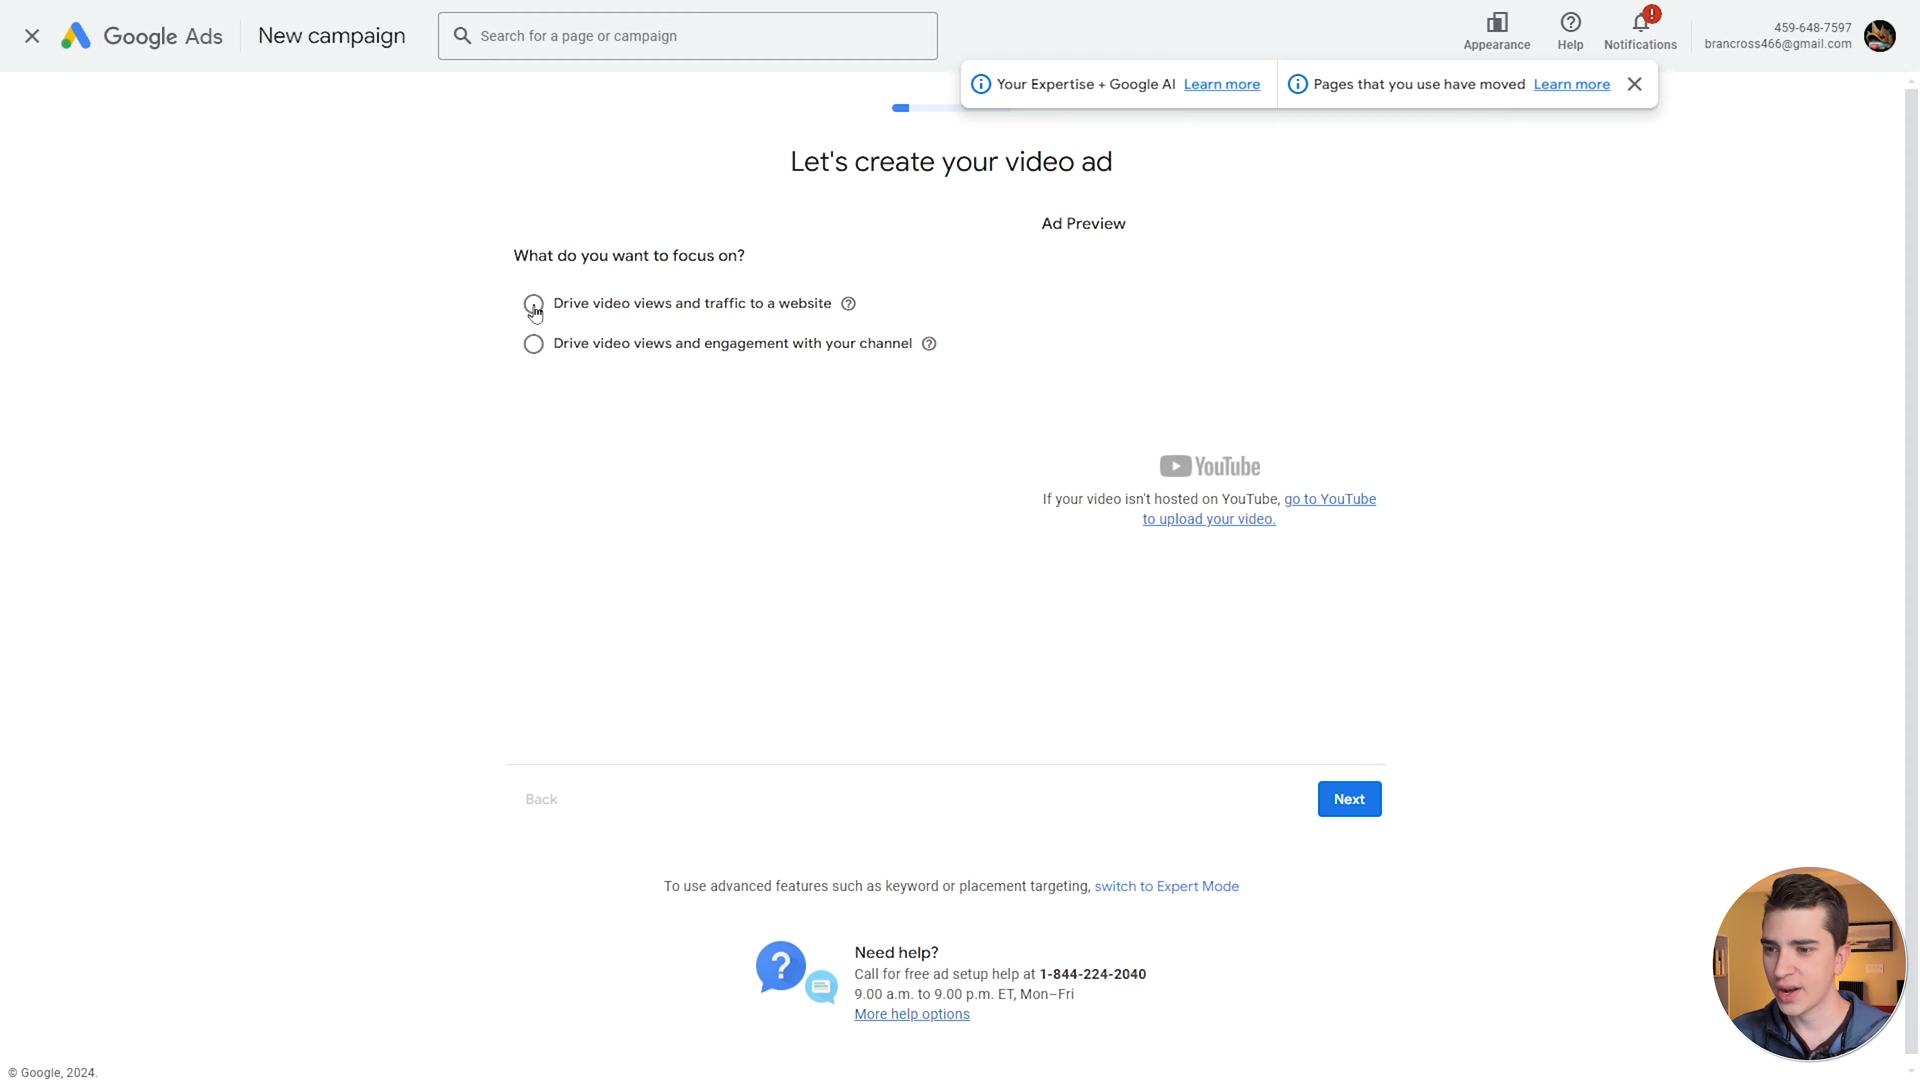 Google Ads
New campaign
Search for a page or campaign
Appearance
Help
Notifications
459-648-7597
brancross466@gmail.com
Your Expertise + Google AI Learn more
Pages that you use have moved Learn more
Let's create your video ad
Ad Preview
What do you want to focus on?
Drive video views and traffic to a website
Drive video views and engagement with your channel
YouTube
If your video isn't hosted on YouTube, go to YouTube
to upload your video.
Back
Next
To use advanced features such as keyword or placement targeting, switch to Expert Mode
Need help?
Call for free ad setup help at 1-844-224-2040
9.00 a.m. to 9.00 p.m. ET, Mon–Fri
More help options
© Google, 2024.